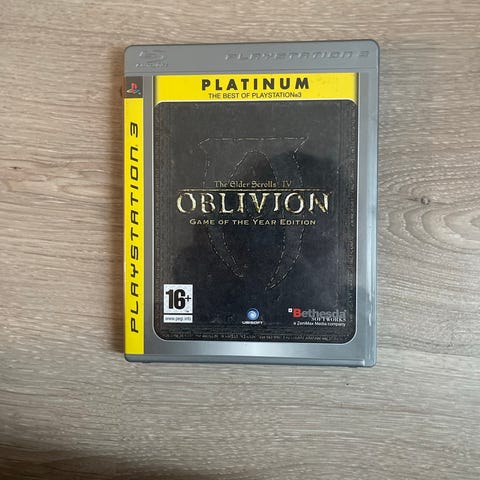 PLAYSTATION 3
PLAYSTATION 3
PLATINUM
THE BEST OF PLAYSTATION®3
The Elder Scrolls IV
OBLIVION
GAME OF THE YEAR EDITION
16+
www.pegi.info
UBISOFT
Bethesda
SOFTWORKS
a ZeniMax Media company